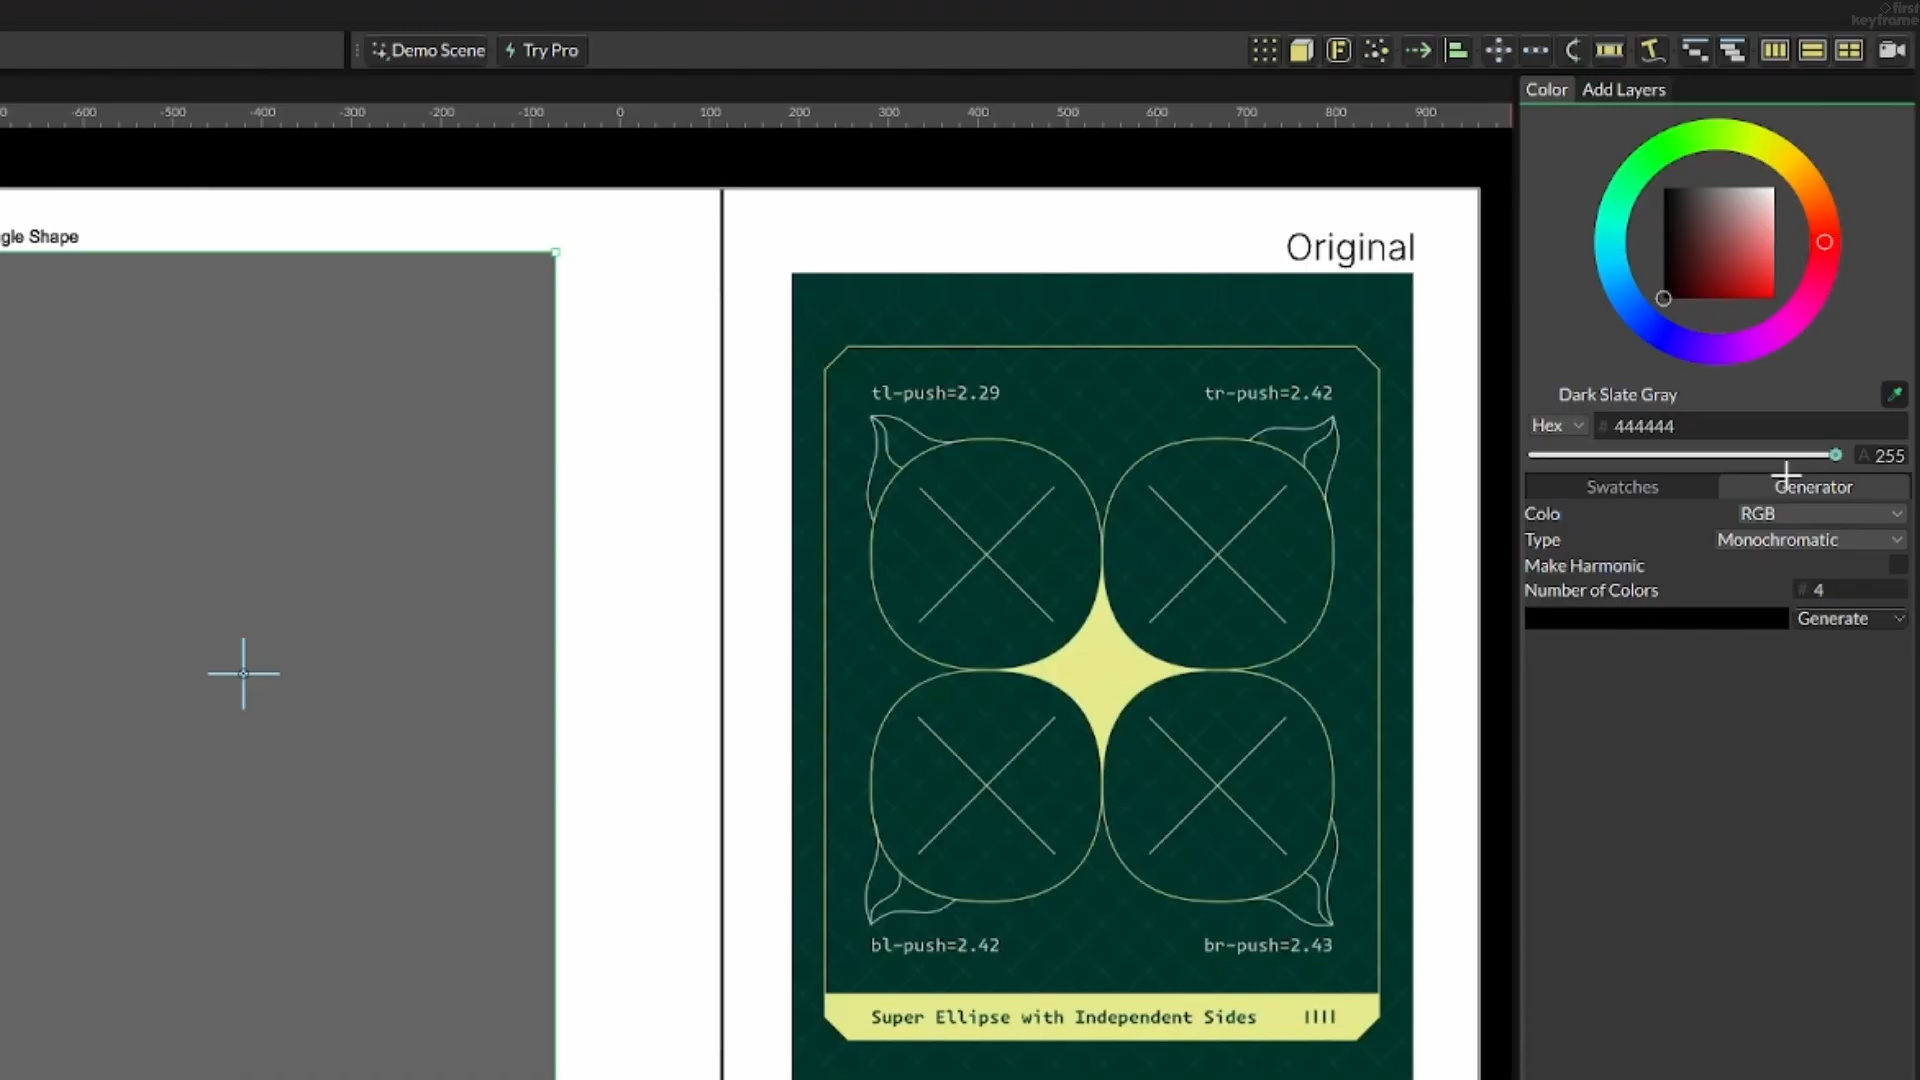 first
keyframe
Demo Scene
Try Pro
Color
Add Layers
-600
-500
-400
-300
-200
-100
0
100
200
300
400
500
600
700
800
900
gle Shape
Original
tl-push=2.29
tr-push=2.42
bl-push=2.42
br-push=2.43
Super Ellipse with Independent Sides
Dark Slate Gray
Hex
# 444444
A 255
Swatches
Generator
Colo
RGB
Type
Monochromatic
Make Harmonic
Number of Colors
# 4
Generate